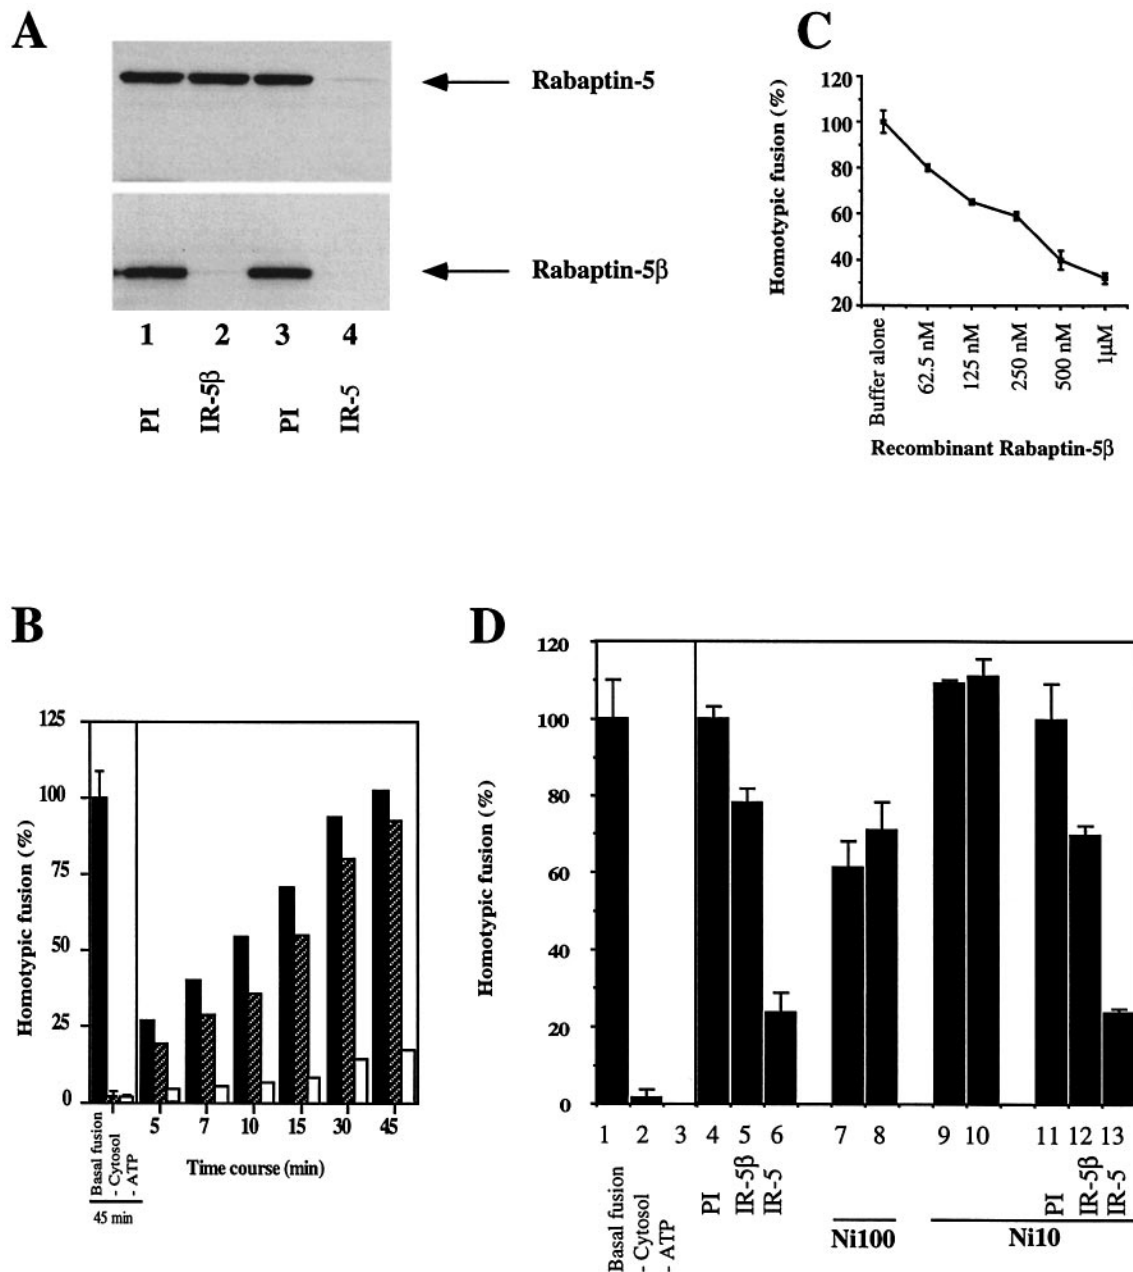 A
Rabaptin-5
Rabaptin-5β
1 2 3 4
PI IR-5β PI IR-5
C
Homotypic fusion (%)
120
100
80
60
40
20
Buffer alone 62.5 nM 125 nM 250 nM 500 nM 1µM
Recombinant Rabaptin-5β
B
Homotypic fusion (%)
125
100
75
50
25
0
Basal fusion - Cytosol - ATP
45 min
5 7 10 15 30 45
Time course (min)
D
Homotypic fusion (%)
120
100
80
60
40
20
0
1 2 3 4 5 6 7 8 9 10 11 12 13
Basal fusion - Cytosol - ATP PI IR-5β IR-5 PI IR-5β IR-5
Ni100 Ni10